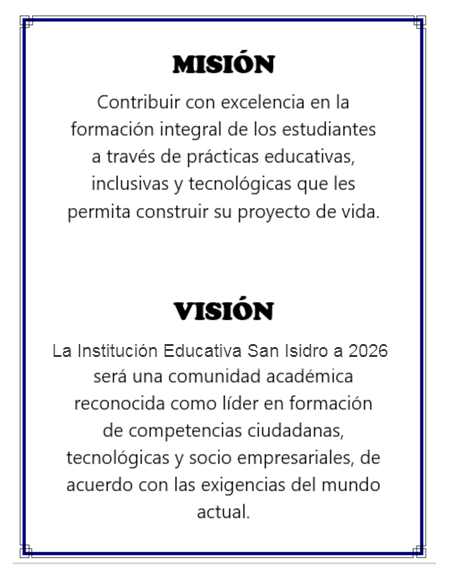 MISIÓN
Contribuir con excelencia en la
formación integral de los estudiantes
a través de prácticas educativas,
inclusivas y tecnológicas que les
permita construir su proyecto de vida.
VISIÓN
La Institución Educativa San Isidro a 2026
será una comunidad académica
reconocida como líder en formación
de competencias ciudadanas,
tecnológicas y socio empresariales, de
acuerdo con las exigencias del mundo
actual.